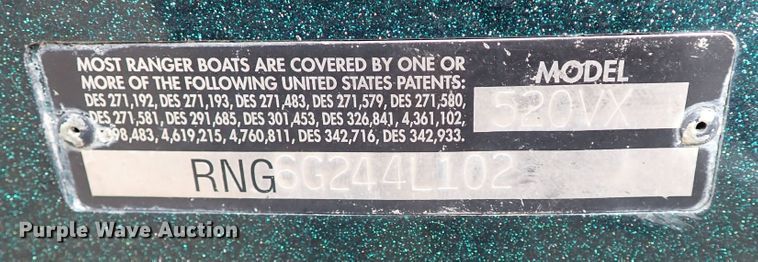 MOST RANGER BOATS ARE COVERED BY ONE OR
MORE OF THE FOLLOWING UNITED STATES PATENTS:
DES 271,192, DES 271,193, DES 271,483, DES 271,579, DES 271,580,
DES 271,581, DES 291,685, DES 301,453, DES 326,841, 4,361,102,
4,619,215, 4,760,811, DES 342,716, DES 342,933.
MODEL
520VX
RNG6G244L102
Purple Wave Auction